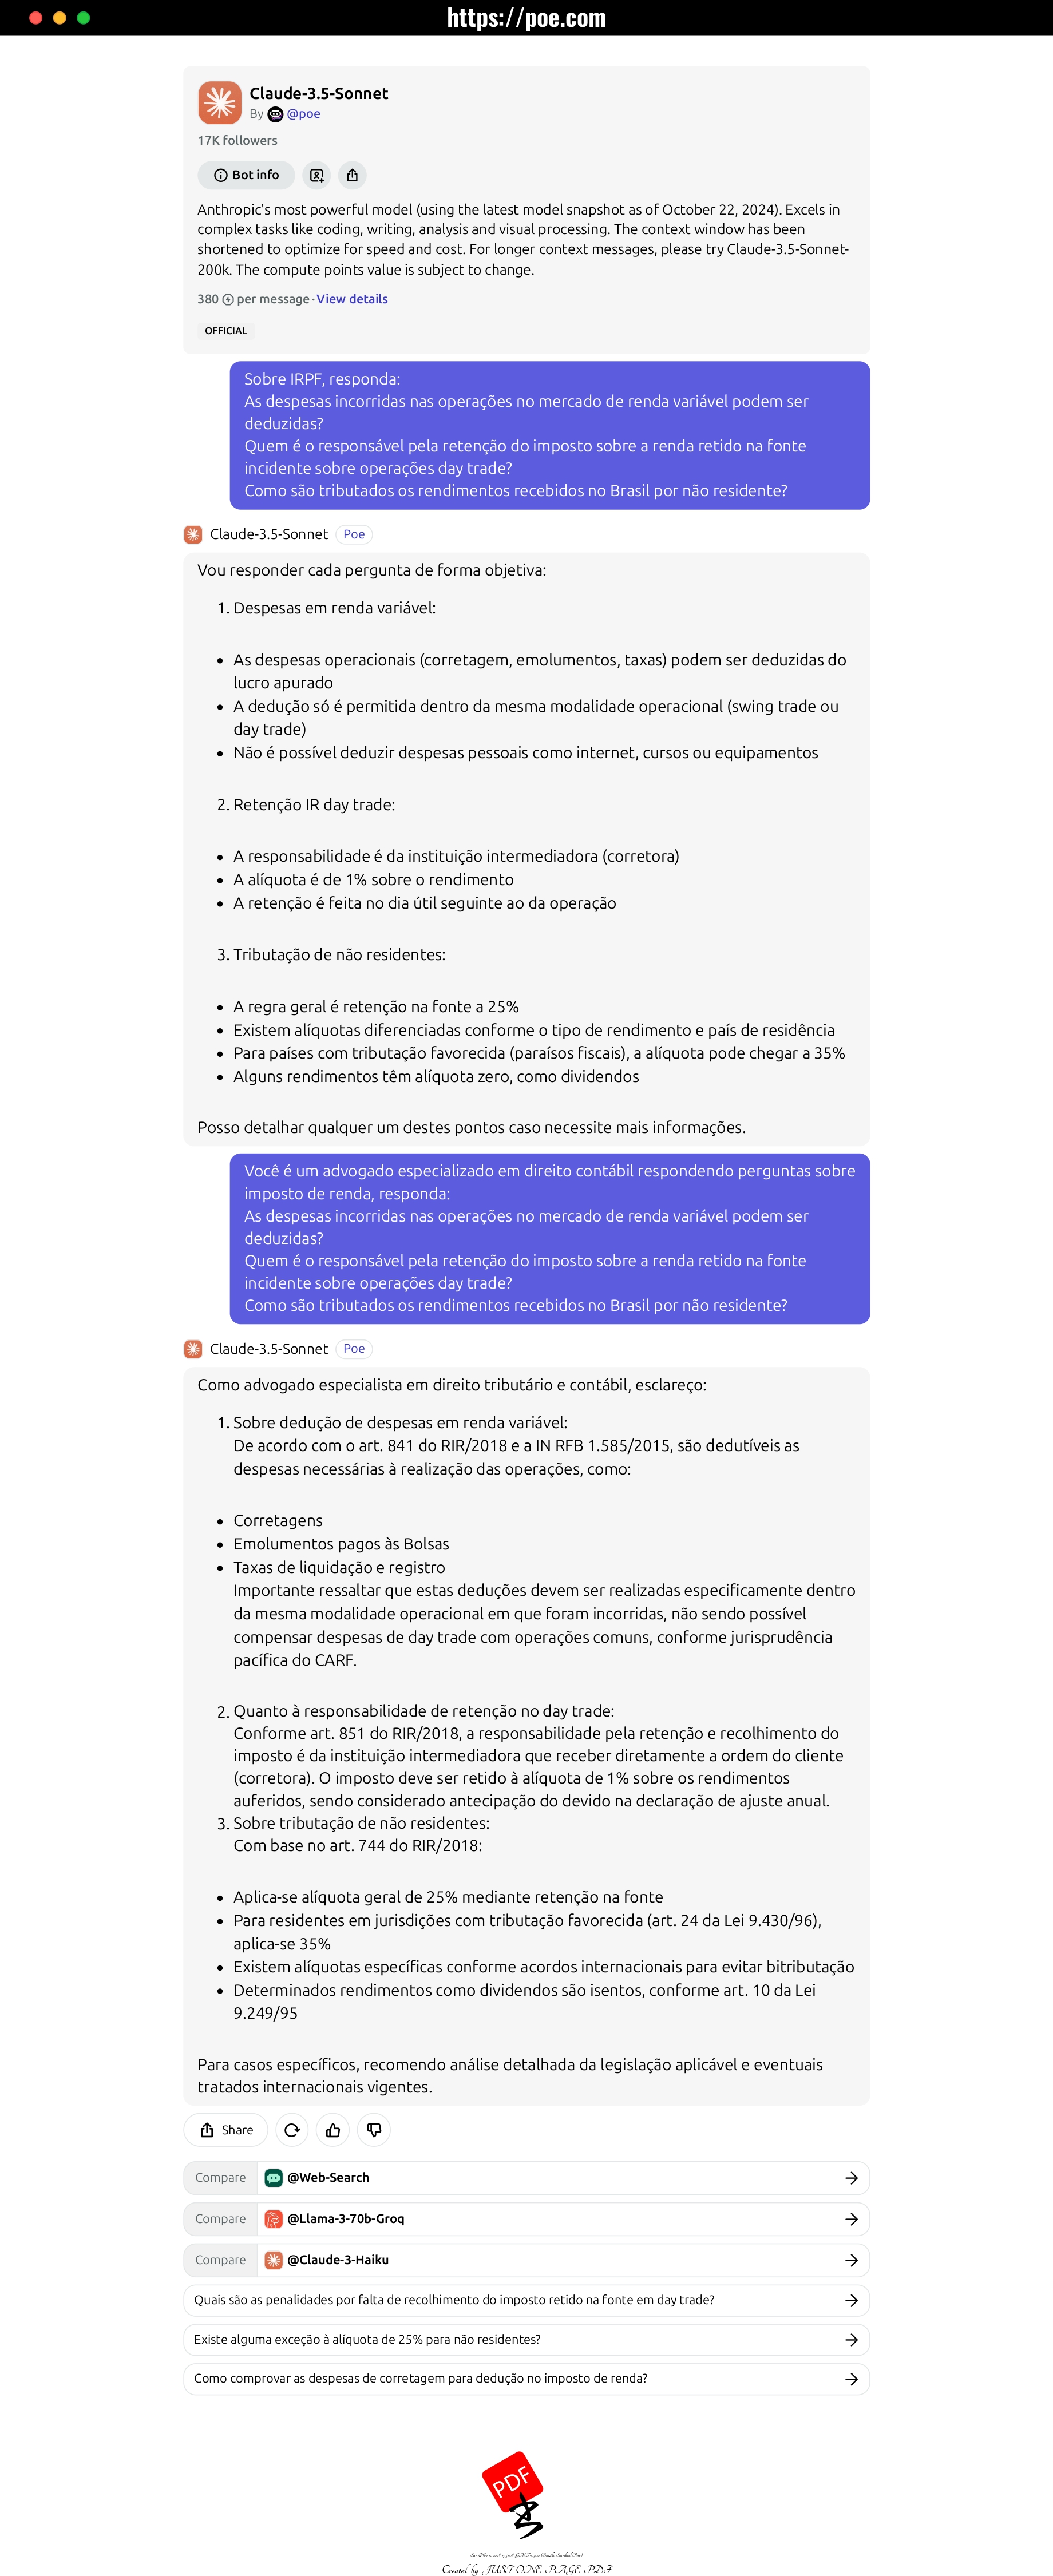 https://poe.com
Claude-3.5-Sonnet
By @poe
17K followers
Bot info
Anthropic's most powerful model (using the latest model snapshot as of October 22, 2024). Excels in
complex tasks like coding, writing, analysis and visual processing. The context window has been
shortened to optimize for speed and cost. For longer context messages, please try Claude-3.5-Sonnet-
200k. The compute points value is subject to change.
380 per message · View details
OFFICIAL
Sobre IRPF, responda:
As despesas incorridas nas operações no mercado de renda variável podem ser
deduzidas?
Quem é o responsável pela retenção do imposto sobre a renda retido na fonte
incidente sobre operações day trade?
Como são tributados os rendimentos recebidos no Brasil por não residente?
Claude-3.5-Sonnet Poe
Vou responder cada pergunta de forma objetiva:
1. Despesas em renda variável:
• As despesas operacionais (corretagem, emolumentos, taxas) podem ser deduzidas do
lucro apurado
• A dedução só é permitida dentro da mesma modalidade operacional (swing trade ou
day trade)
• Não é possível deduzir despesas pessoais como internet, cursos ou equipamentos
2. Retenção IR day trade:
• A responsabilidade é da instituição intermediadora (corretora)
• A alíquota é de 1% sobre o rendimento
• A retenção é feita no dia útil seguinte ao da operação
3. Tributação de não residentes:
• A regra geral é retenção na fonte a 25%
• Existem alíquotas diferenciadas conforme o tipo de rendimento e país de residência
• Para países com tributação favorecida (paraísos fiscais), a alíquota pode chegar a 35%
• Alguns rendimentos têm alíquota zero, como dividendos
Posso detalhar qualquer um destes pontos caso necessite mais informações.
Você é um advogado especializado em direito contábil respondendo perguntas sobre
imposto de renda, responda:
As despesas incorridas nas operações no mercado de renda variável podem ser
deduzidas?
Quem é o responsável pela retenção do imposto sobre a renda retido na fonte
incidente sobre operações day trade?
Como são tributados os rendimentos recebidos no Brasil por não residente?
Claude-3.5-Sonnet Poe
Como advogado especialista em direito tributário e contábil, esclareço:
1. Sobre dedução de despesas em renda variável:
De acordo com o art. 841 do RIR/2018 e a IN RFB 1.585/2015, são dedutíveis as
despesas necessárias à realização das operações, como:
• Corretagens
• Emolumentos pagos às Bolsas
• Taxas de liquidação e registro
Importante ressaltar que estas deduções devem ser realizadas especificamente dentro
da mesma modalidade operacional em que foram incorridas, não sendo possível
compensar despesas de day trade com operações comuns, conforme jurisprudência
pacífica do CARF.
2. Quanto à responsabilidade de retenção no day trade:
Conforme art. 851 do RIR/2018, a responsabilidade pela retenção e recolhimento do
imposto é da instituição intermediadora que receber diretamente a ordem do cliente
(corretora). O imposto deve ser retido à alíquota de 1% sobre os rendimentos
auferidos, sendo considerado antecipação do devido na declaração de ajuste anual.
3. Sobre tributação de não residentes:
Com base no art. 744 do RIR/2018:
• Aplica-se alíquota geral de 25% mediante retenção na fonte
• Para residentes em jurisdições com tributação favorecida (art. 24 da Lei 9.430/96),
aplica-se 35%
• Existem alíquotas específicas conforme acordos internacionais para evitar bitributação
• Determinados rendimentos como dividendos são isentos, conforme art. 10 da Lei
9.249/95
Para casos específicos, recomendo análise detalhada da legislação aplicável e eventuais
tratados internacionais vigentes.
Share
Compare @Web-Search
Compare @Llama-3-70b-Groq
Compare @Claude-3-Haiku
Quais são as penalidades por falta de recolhimento do imposto retido na fonte em day trade?
Existe alguma exceção à alíquota de 25% para não residentes?
Como comprovar as despesas de corretagem para dedução no imposto de renda?
PDF
Created by JUST ONE PAGE PDF